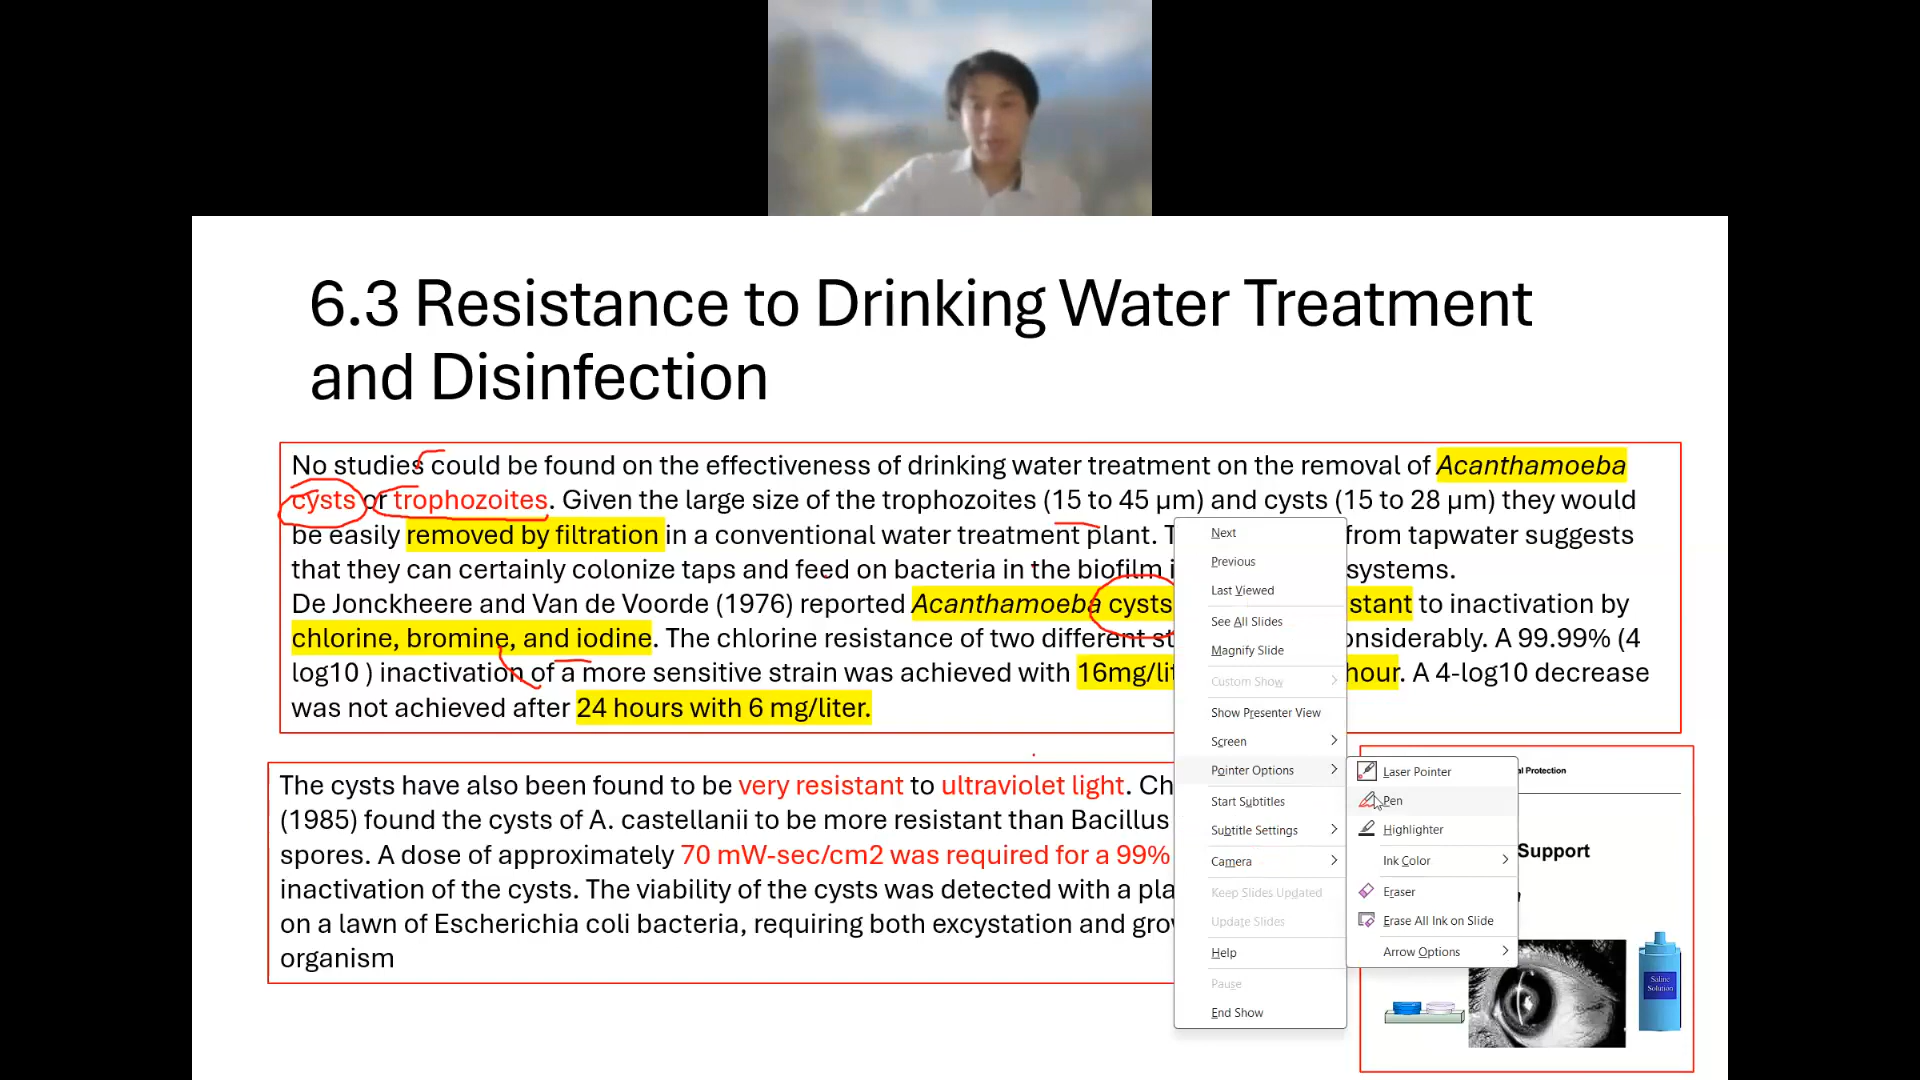 6.3 Resistance to Drinking Water Treatment
and Disinfection
No studies could be found on the effectiveness of drinking water treatment on the removal of Acanthamoeba
cysts or trophozoites. Given the large size of the trophozoites (15 to 45 µm) and cysts (15 to 28 µm) they would
be easily removed by filtration in a conventional water treatment plant. T from tapwater suggests
that they can certainly colonize taps and feed on bacteria in the biofilm i systems.
De Jonckheere and Van de Voorde (1976) reported Acanthamoeba cysts stant to inactivation by
chlorine, bromine, and iodine. The chlorine resistance of two different st onsiderably. A 99.99% (4
log10 ) inactivation of a more sensitive strain was achieved with 16mg/lit hour. A 4-log10 decrease
was not achieved after 24 hours with 6 mg/liter.
The cysts have also been found to be very resistant to ultraviolet light. Ch
(1985) found the cysts of A. castellanii to be more resistant than Bacillus
spores. A dose of approximately 70 mW-sec/cm2 was required for a 99%
inactivation of the cysts. The viability of the cysts was detected with a pla
on a lawn of Escherichia coli bacteria, requiring both excystation and gro
organism
Next
Previous
Last Viewed
See All Slides
Magnify Slide
Custom Show
Show Presenter View
Screen
Pointer Options
Start Subtitles
Subtitle Settings
Camera
Keep Slides Updated
Update Slides
Help
Pause
End Show
Laser Pointer
Pen
Highlighter
Ink Color
Eraser
Erase All Ink on Slide
Arrow Options
al Protection
Support
Saline
Solution